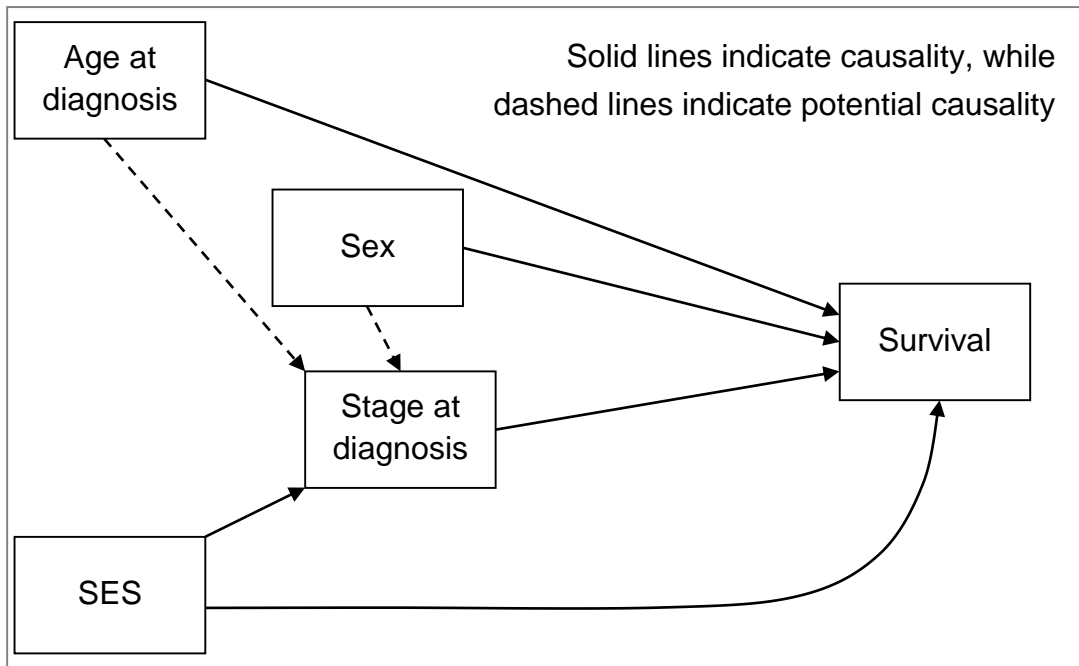 Age at
diagnosis
Solid lines indicate causality, while
dashed lines indicate potential causality
Sex
Survival
Stage at
diagnosis
SES